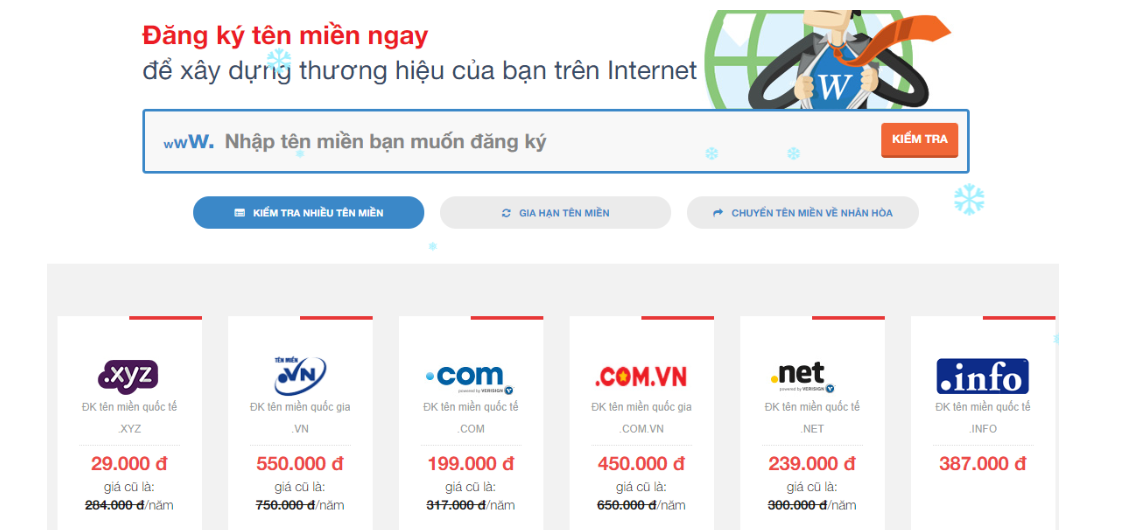 Đăng ký tên miền ngay
để xây dựng thương hiệu của bạn trên Internet
W
wwW. Nhập tên miền bạn muốn đăng ký
KIỂM TRA
KIỂM TRA NHIỀU TÊN MIỀN
GIA HẠN TÊN MIỀN
CHUYỂN TÊN MIỀN VỀ NHÂN HÒA
.xyz
ĐK tên miền quốc tế
.XYZ
29.000 đ
giá cũ là:
284.000 đ/năm
TÊN MIỀN
.VN
ĐK tên miền quốc gia
.VN
550.000 đ
giá cũ là:
750.000 đ/năm
.com
powered by VERISIGN
ĐK tên miền quốc tế
.COM
199.000 đ
giá cũ là:
317.000 đ/năm
.COM.VN
ĐK tên miền quốc gia
.COM.VN
450.000 đ
giá cũ là:
650.000 đ/năm
.net
powered by VERISIGN
ĐK tên miền quốc tế
.NET
239.000 đ
giá cũ là:
300.000 đ/năm
.info
ĐK tên miền quốc tế
.INFO
387.000 đ